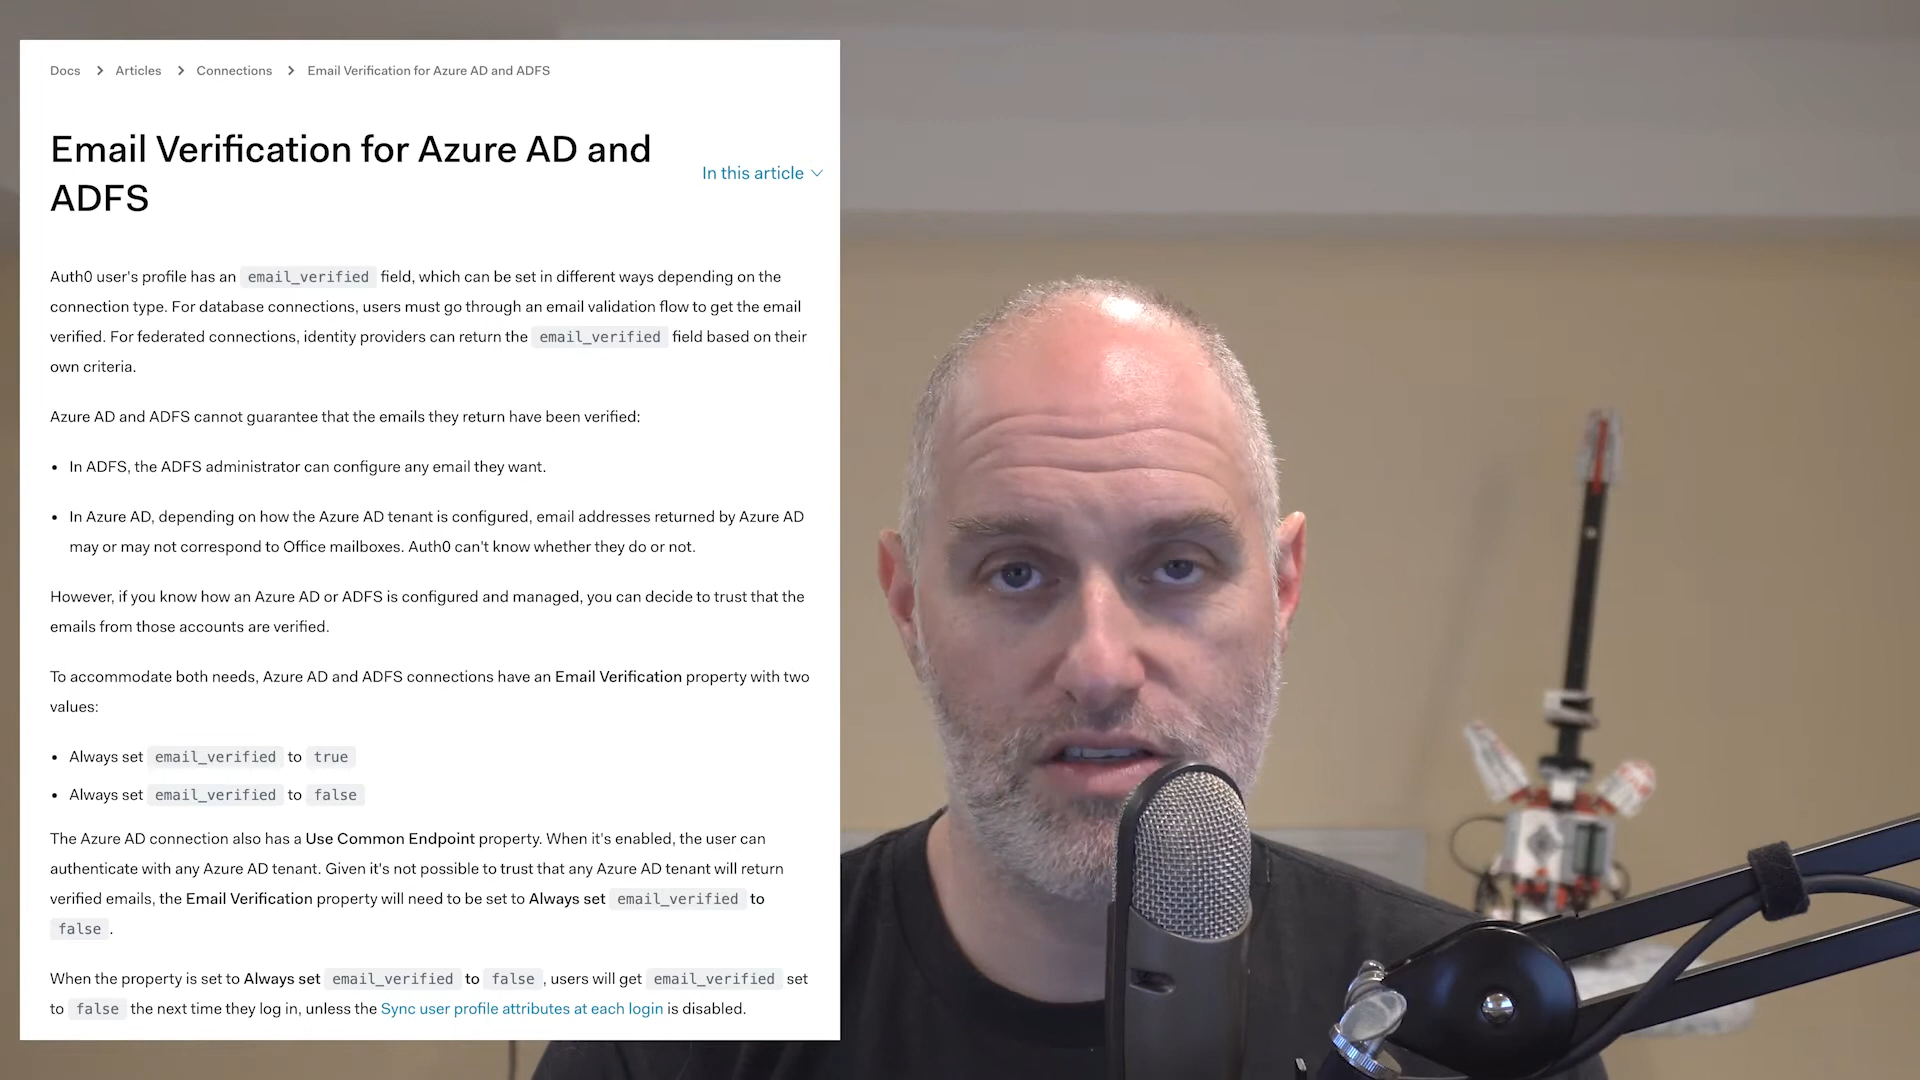 Docs > Articles > Connections > Email Verification for Azure AD and ADFS
Email Verification for Azure AD and
ADFS
In this article
Auth0 user's profile has an email_verified field, which can be set in different ways depending on the
connection type. For database connections, users must go through an email validation flow to get the email
verified. For federated connections, identity providers can return the email_verified field based on their
own criteria.
Azure AD and ADFS cannot guarantee that the emails they return have been verified:
• In ADFS, the ADFS administrator can configure any email they want.
• In Azure AD, depending on how the Azure AD tenant is configured, email addresses returned by Azure AD
may or may not correspond to Office mailboxes. Auth0 can't know whether they do or not.
However, if you know how an Azure AD or ADFS is configured and managed, you can decide to trust that the
emails from those accounts are verified.
To accommodate both needs, Azure AD and ADFS connections have an Email Verification property with two
values:
• Always set email_verified to true
• Always set email_verified to false
The Azure AD connection also has a Use Common Endpoint property. When it's enabled, the user can
authenticate with any Azure AD tenant. Given it's not possible to trust that any Azure AD tenant will return
verified emails, the Email Verification property will need to be set to Always set email_verified to
false .
When the property is set to Always set email_verified to false , users will get email_verified set
to false the next time they log in, unless the Sync user profile attributes at each login is disabled.